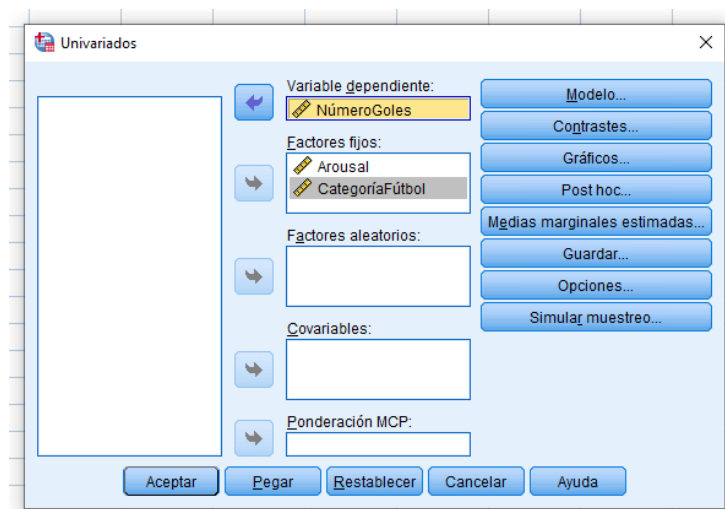 Univariados
Variable dependiente:
NúmeroGoles
Factores fijos:
Arousal
CategoríaFútbol
Factores aleatorios:
Covariables:
Ponderación MCP:
Modelo...
Contrastes...
Gráficos...
Post hoc...
Medias marginales estimadas...
Guardar...
Opciones...
Simular muestreo...
Aceptar
Pegar
Restablecer
Cancelar
Ayuda